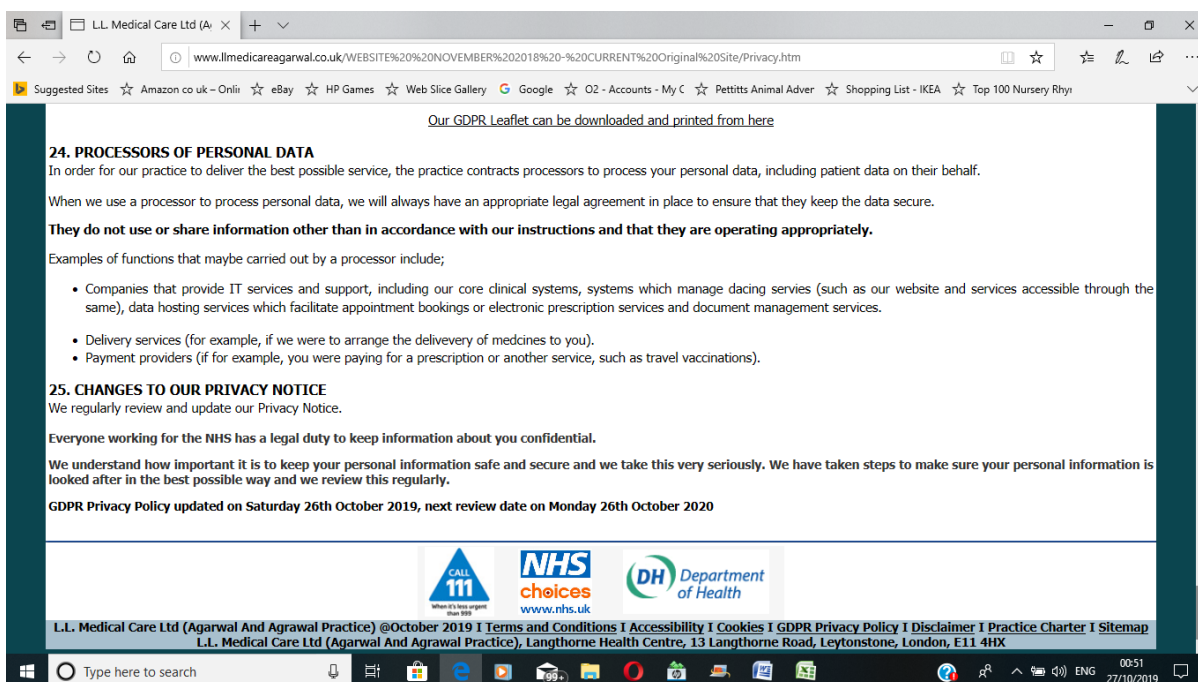 L.L. Medical Care Ltd (A
www.llmedicareagarwal.co.uk/WEBSITE%20%20NOVEMBER%202018%20-%20CURRENT%20Original%20Site/Privacy.htm
Suggested Sites Amazon co uk – Onlii eBay HP Games Web Slice Gallery Google O2 - Accounts - My C Pettitts Animal Adver Shopping List - IKEA Top 100 Nursery Rhyı
Our GDPR Leaflet can be downloaded and printed from here
24. PROCESSORS OF PERSONAL DATA
In order for our practice to deliver the best possible service, the practice contracts processors to process your personal data, including patient data on their behalf.
When we use a processor to process personal data, we will always have an appropriate legal agreement in place to ensure that they keep the data secure.
They do not use or share information other than in accordance with our instructions and that they are operating appropriately.
Examples of functions that maybe carried out by a processor include;
• Companies that provide IT services and support, including our core clinical systems, systems which manage dacing servies (such as our website and services accessible through the
same), data hosting services which facilitate appointment bookings or electronic prescription services and document management services.
• Delivery services (for example, if we were to arrange the delivevery of medcines to you).
• Payment providers (if for example, you were paying for a prescription or another service, such as travel vaccinations).
25. CHANGES TO OUR PRIVACY NOTICE
We regularly review and update our Privacy Notice.
Everyone working for the NHS has a legal duty to keep information about you confidential.
We understand how important it is to keep your personal information safe and secure and we take this very seriously. We have taken steps to make sure your personal information is
looked after in the best possible way and we review this regularly.
GDPR Privacy Policy updated on Saturday 26th October 2019, next review date on Monday 26th October 2020
CALL
111
When it's less urgent
than 999
NHS
choices
www.nhs.uk
DH Department
of Health
L.L. Medical Care Ltd (Agarwal And Agrawal Practice) @October 2019 I Terms and Conditions I Accessibility I Cookies I GDPR Privacy Policy I Disclaimer I Practice Charter I Sitemap
L.L. Medical Care Ltd (Agarwal And Agrawal Practice), Langthorne Health Centre, 13 Langthorne Road, Leytonstone, London, E11 4HX
Type here to search
99+
ENG
00:51
27/10/2019